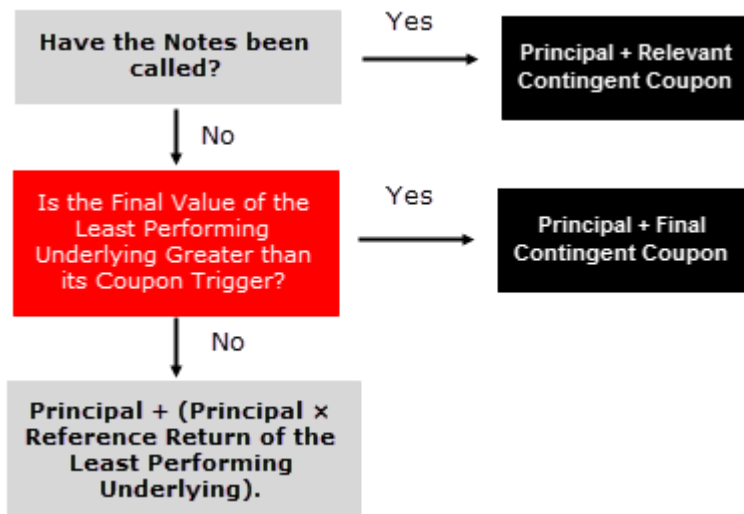 Have the Notes been
called?
Yes
Principal + Relevant
Contingent Coupon
No
Is the Final Value of the
Least Performing
Underlying Greater than
its Coupon Trigger?
Yes
Principal + Final
Contingent Coupon
No
Principal + (Principal ×
Reference Return of the
Least Performing
Underlying).